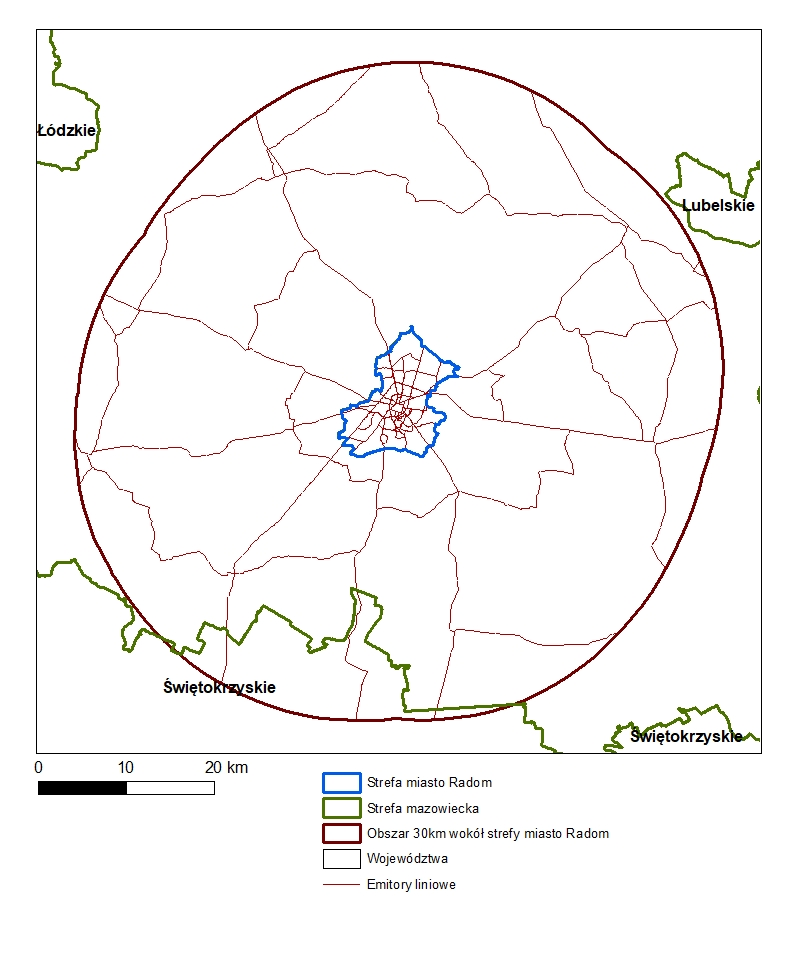 Łódzkie
Lubelskie
Świętokrzyskie
Świętokrzyskie
0 10 20 km
Strefa miasto Radom
Strefa mazowiecka
Obszar 30km wokół strefy miasto Radom
Województwa
Emitory liniowe